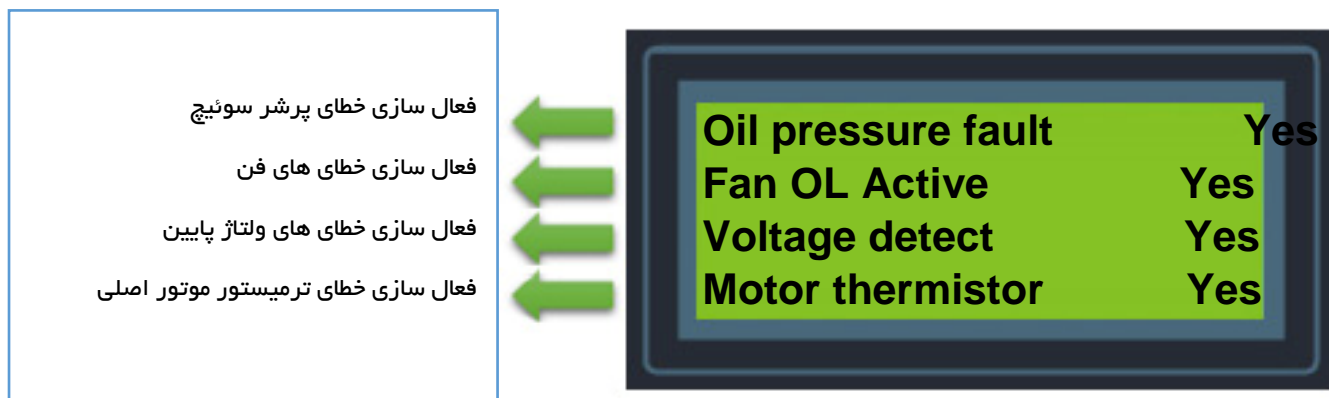 فعال سازی خطای پرشر سوئیچ
فعال سازی خطای های فن
فعال سازی خطای های ولتاژ پایین
فعال سازی خطای ترمیستور موتور اصلی
Oil pressure fault Yes
Fan OL Active Yes
Voltage detect Yes
Motor thermistor Yes